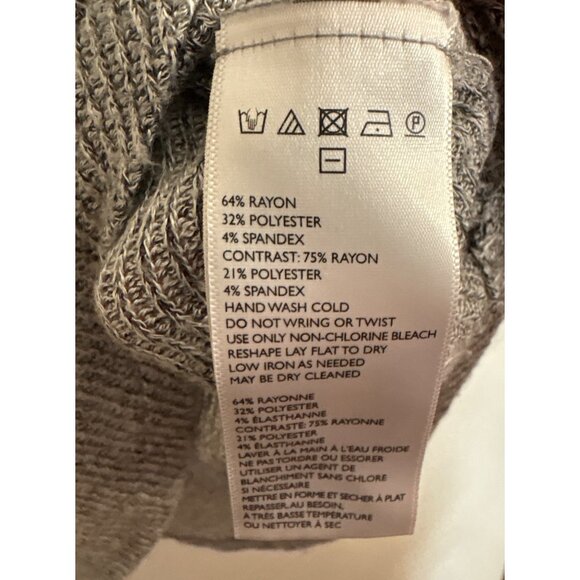 P
64% RAYON
32% POLYESTER
4% SPANDEX
CONTRAST: 75% RAYON
21% POLYESTER
4% SPANDEX
HAND WASH COLD
DO NOT WRING OR TWIST
USE ONLY NON-CHLORINE BLEACH
RESHAPE LAY FLAT TO DRY
LOW IRON AS NEEDED
MAY BE DRY CLEANED
64% RAYONNE
32% POLYESTER
4% ÉLASTHANNE
CONTRASTE: 75% RAYONNE
21% POLYESTER
4% ÉLASTHANNE
LAVER À LA MAIN À L'EAU FROIDE
NE PAS TORDRE OU ESSORER
UTILISER UN AGENT DE
BLANCHIMENT SANS CHLORE
SI NÉCESSAIRE
METTRE EN FORME ET SÉCHER À PLAT
REPASSER AU BESOIN,
À TRÈS BASSE TEMPÉRATURE
OU NETTOYER À SEC